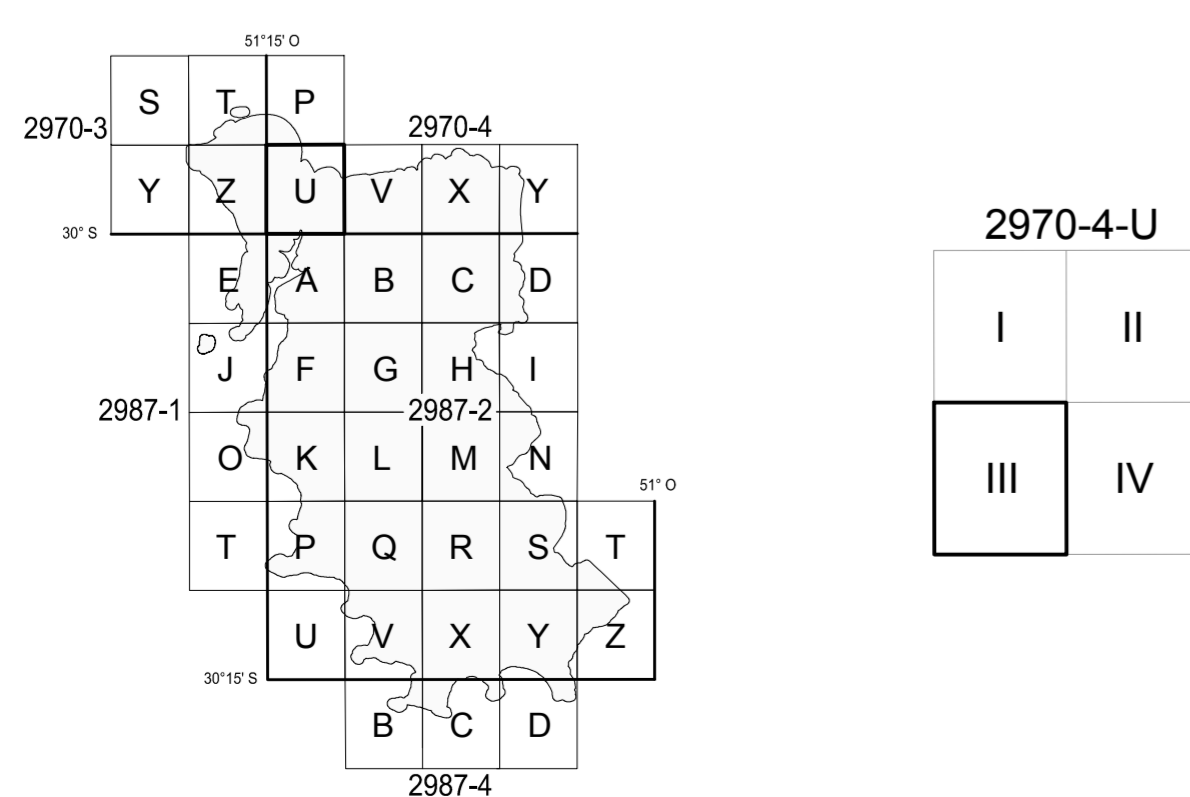 51°15' O
S T P
2970-3 2970-4
Y Z U V X Y
30° S
E A B C D
J F G H I
2987-1 2987-2
O K L M N
51° O
T P Q R S T
U V X Y Z
30°15' S
B C D
2987-4
2970-4-U
I II
III IV